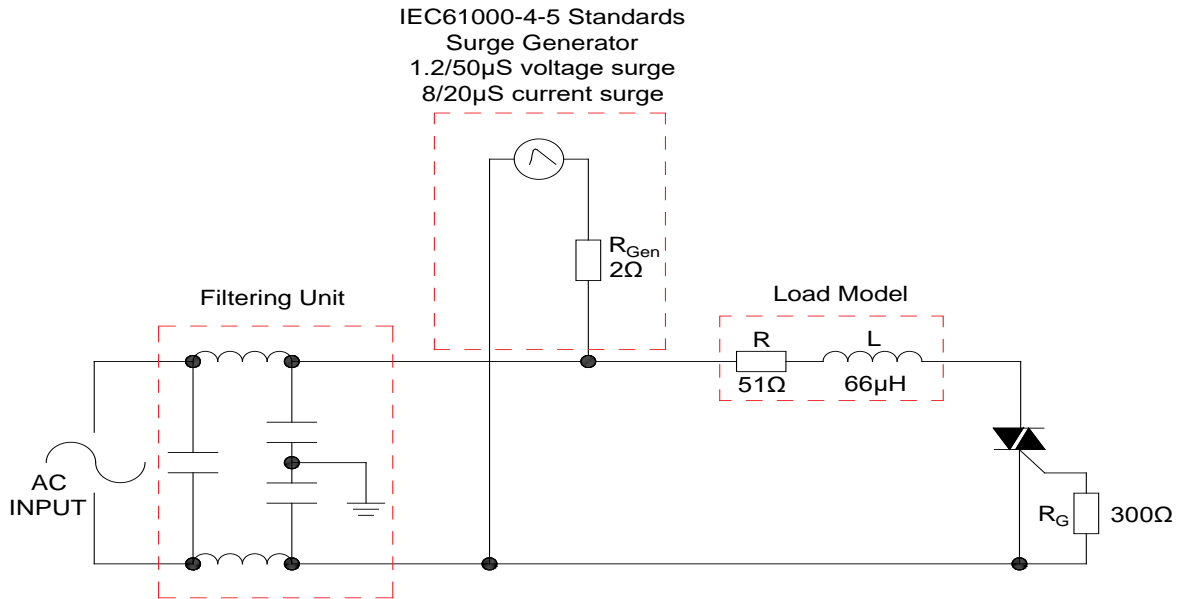 IEC61000-4-5 Standards
Surge Generator
1.2/50µS voltage surge
8/20µS current surge
RGen
2Ω
Filtering Unit
Load Model
R
L
51Ω
66µH
AC
INPUT
RG
300Ω